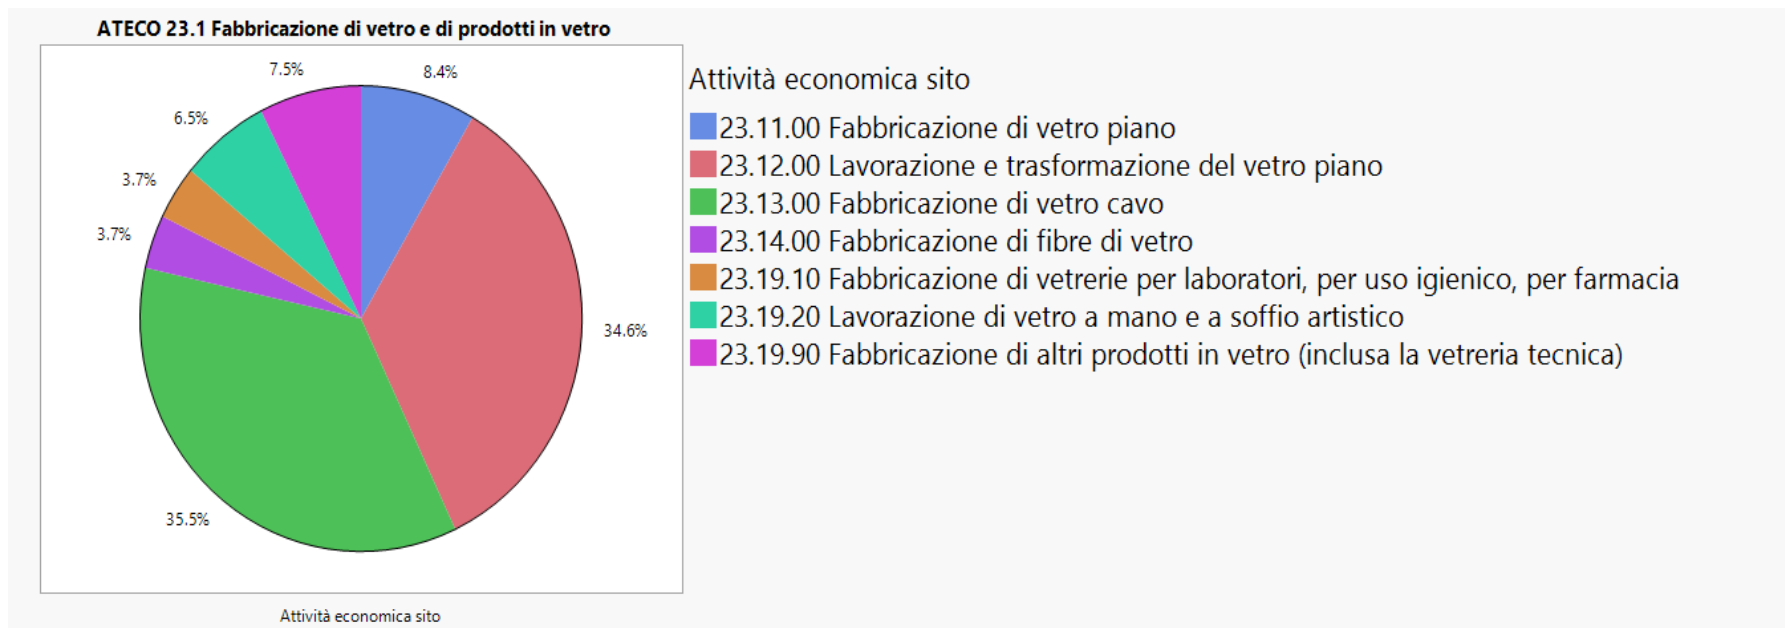 ATECO 23.1 Fabbricazione di vetro e di prodotti in vetro
7.5%
8.4%
6.5%
3.7%
3.7%
34.6%
35.5%
Attività economica sito
Attività economica sito
23.11.00 Fabbricazione di vetro piano
23.12.00 Lavorazione e trasformazione del vetro piano
23.13.00 Fabbricazione di vetro cavo
23.14.00 Fabbricazione di fibre di vetro
23.19.10 Fabbricazione di vetrerie per laboratori, per uso igienico, per farmacia
23.19.20 Lavorazione di vetro a mano e a soffio artistico
23.19.90 Fabbricazione di altri prodotti in vetro (inclusa la vetreria tecnica)